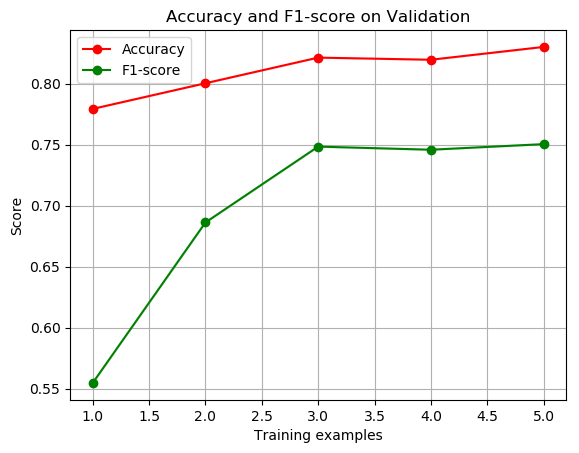 Accuracy and F1-score on Validation
Accuracy
F1-score
0.80
0.75
0.70
0.65
0.60
0.55
Score
1.0 1.5 2.0 2.5 3.0 3.5 4.0 4.5 5.0
Training examples